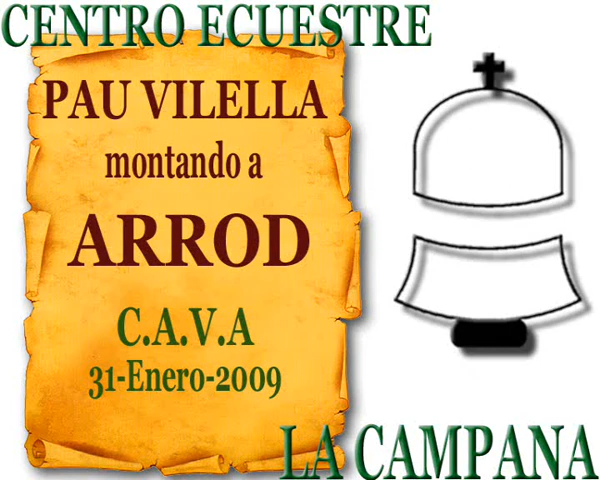 CENTRO ECUESTRE
PAU VILELLA
montando a
ARROD
C.A.V.A
31-Enero-2009
LA CAMPANA